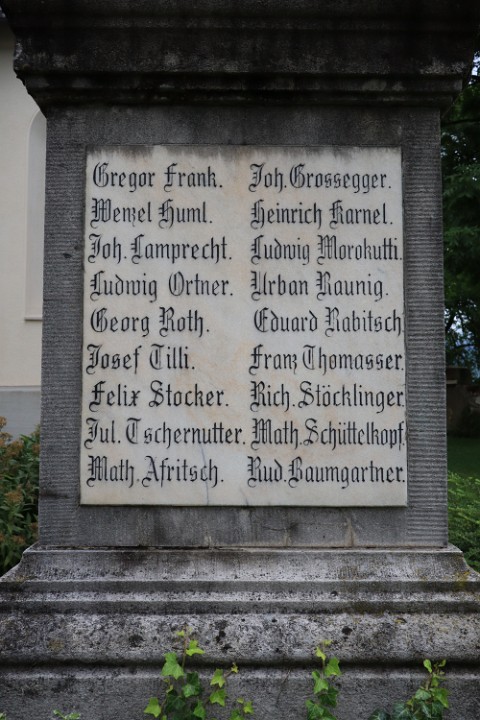 Gregor Frank. Joh. Grossegger.
Wenzel Huml. Heinrich Karnel.
Joh. Lamprecht. Ludwig Morokutti.
Ludwig Ortner. Urban Raunig.
Georg Roth. Eduard Rabitsch.
Josef Tilli. Franz Thomasser.
Felix Stocker. Rich. Stöcklinger.
Jul. Tschernutter. Math. Schüttelkopf.
Math. Afritsch. Rud. Baumgartner.